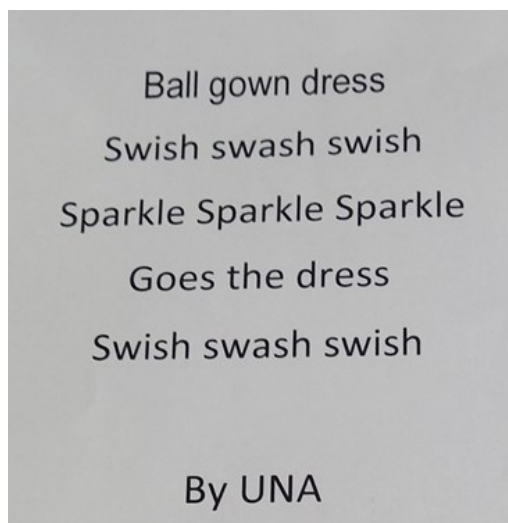 Ball gown dress
Swish swash swish
Sparkle Sparkle Sparkle
Goes the dress
Swish swash swish
By UNA